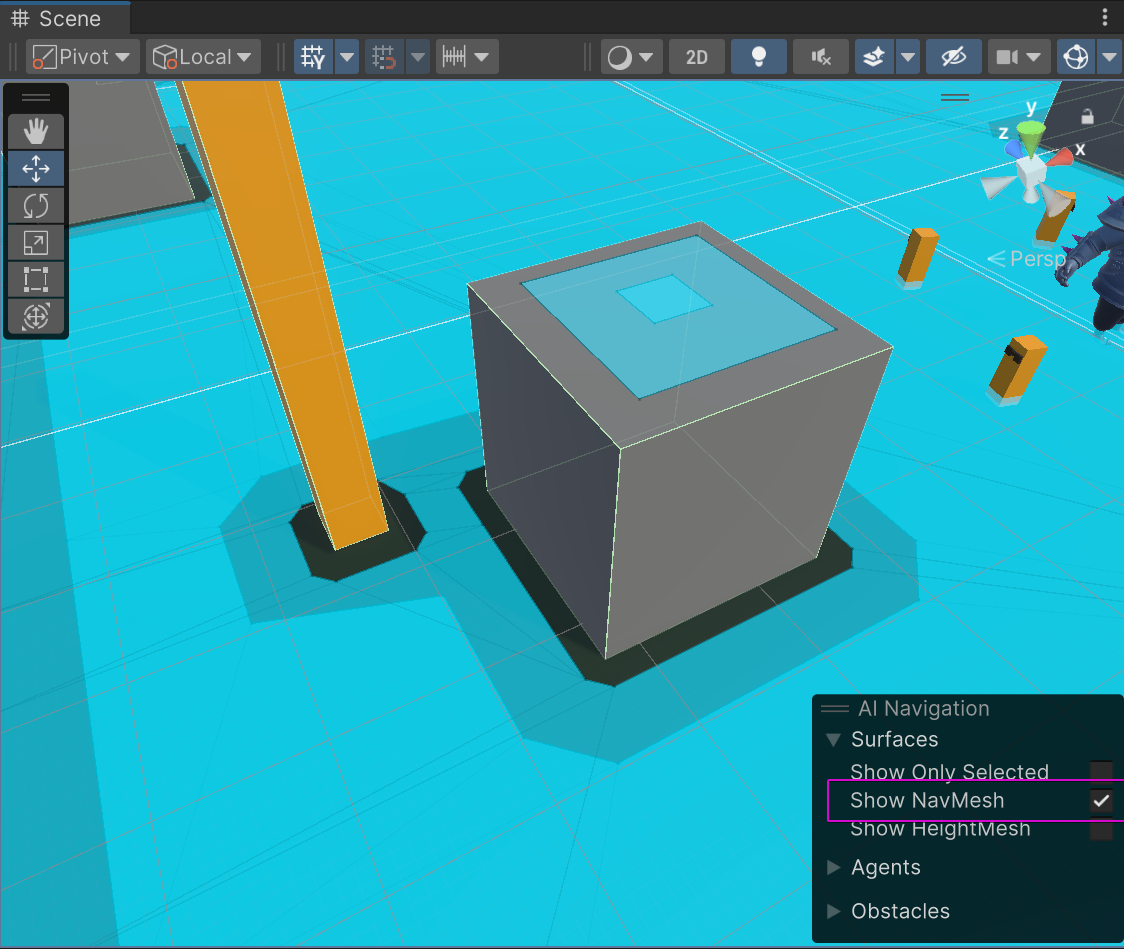 Scene
Pivot
Local
2D
y
z
x
Persp
AI Navigation
Surfaces
Show Only Selected
Show NavMesh
Show HeightMesh
Agents
Obstacles